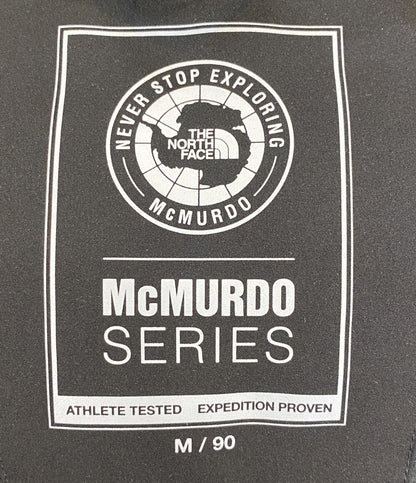 NEVER STOP EXPLORING
THE
NORTH
FACE
McMURDO
McMURDO
SERIES
ATHLETE TESTED EXPEDITION PROVEN
M / 90